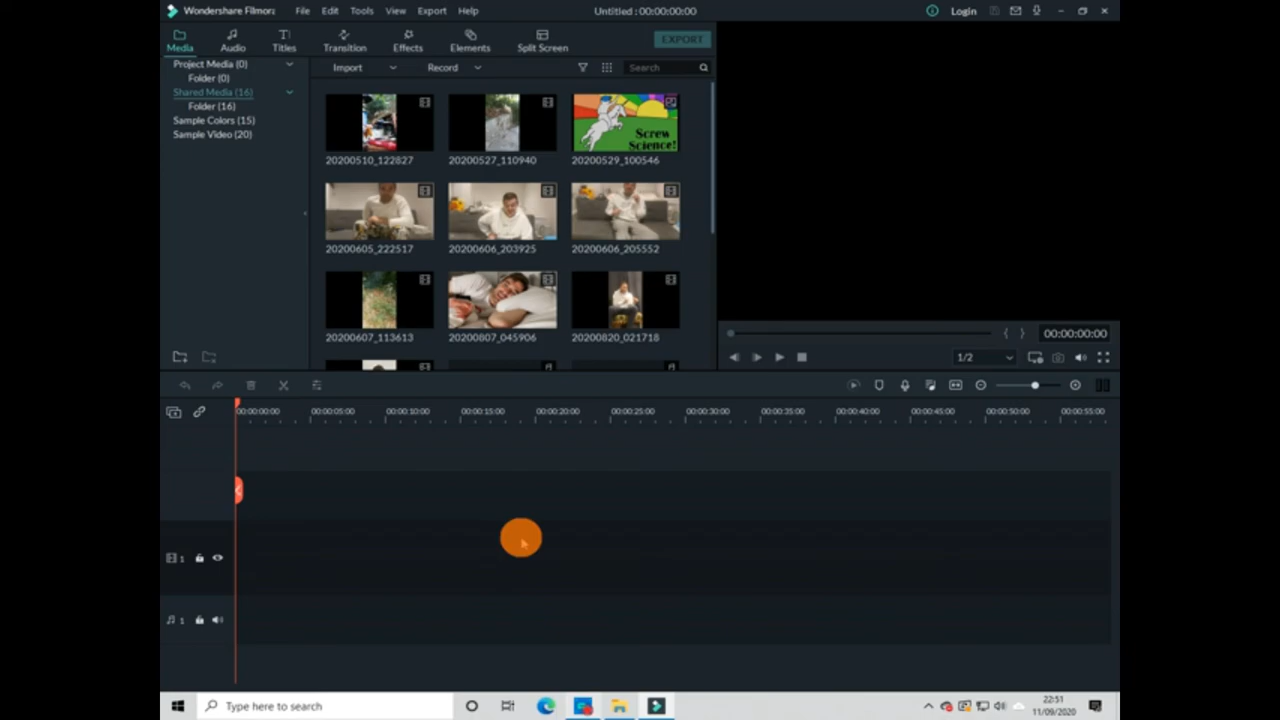 Wondershare Filmor
File Edit Tools View Export Help
Untitled : 00:00:00:00
Login
Media Audio Titles Transition Effects Elements Split Screen
EXPORT
Project Media (0)
Folder (0)
Shared Media (16)
Folder (16)
Sample Colors (15)
Sample Video (20)
Import Record Search
Screw
Science!
20200510_122827 20200527_110940 20200529_100546
20200605_222517 20200606_203925 20200606_205552
20200607_113613 20200807_045906 20200820_021718
00:00:00:00
1/2
00:00:00:00 00:00:05:00 00:00:10:00 00:00:15:00 00:00:20:00 00:00:25:00 00:00:30:00 00:00:35:00 00:00:40:00 00:00:45:00 00:00:50:00 00:00:55:00
1
1
Type here to search
22:51
11/09/2020